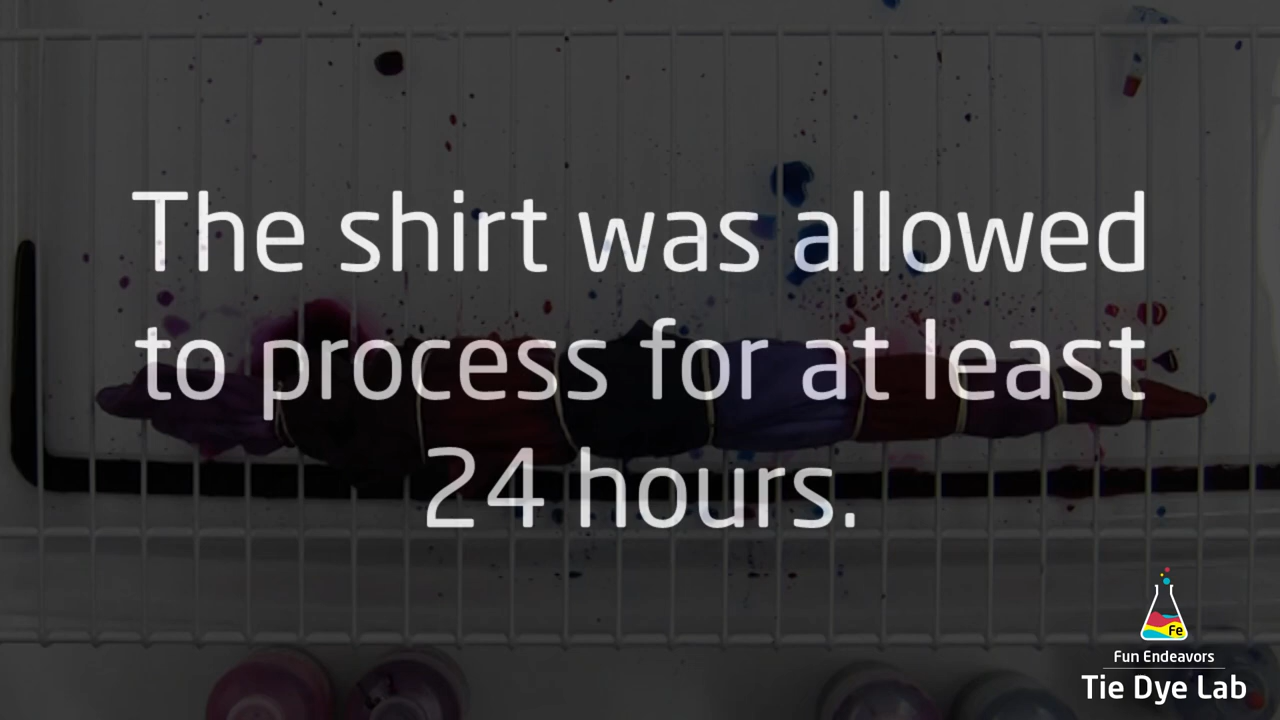 The shirt was allowed
to process for at least
24 hours.
Fe
Fun Endeavors
Tie Dye Lab